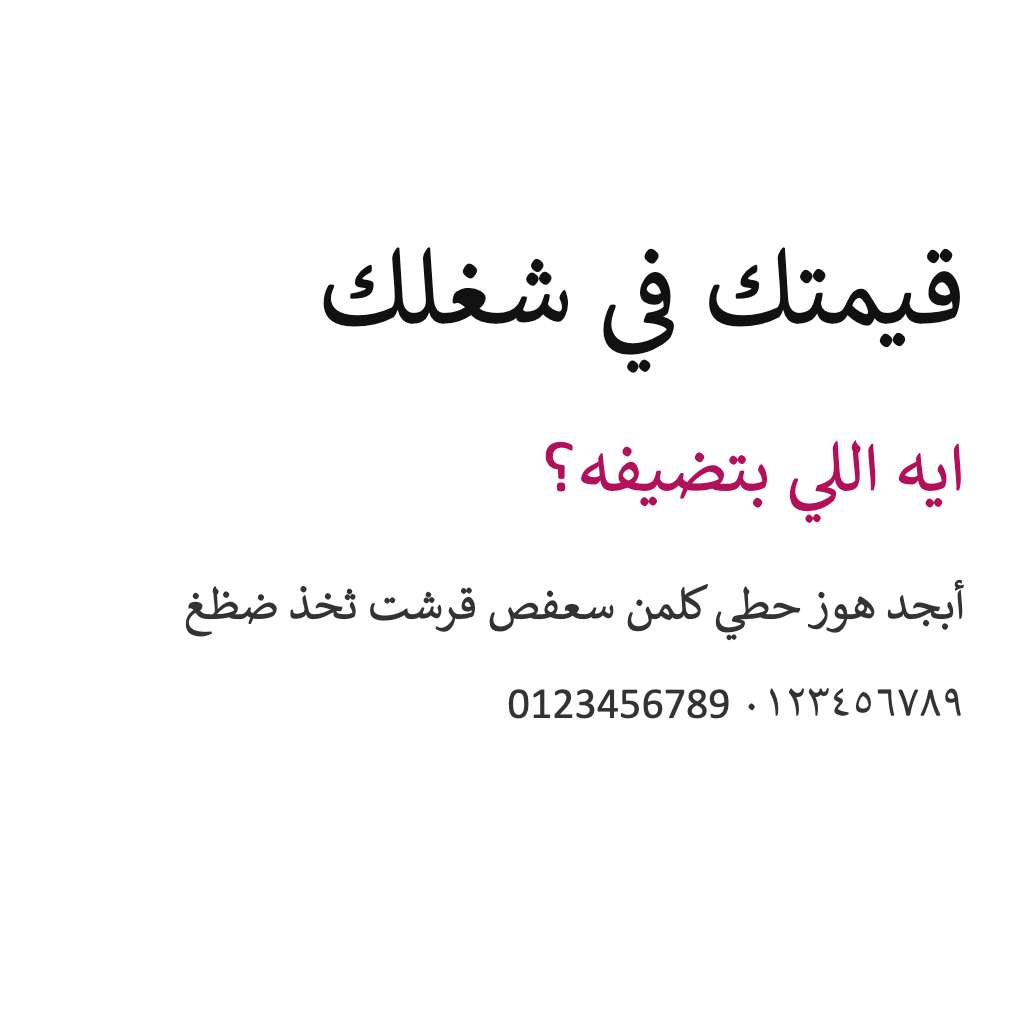 قيمتك في شغلك
ايه اللي بتضيفه؟
أبجد هوز حطي كلمن سعفص قرشت ثخذ ضظغ
٠١٢٣٤٥٦٧٨٩ 0123456789